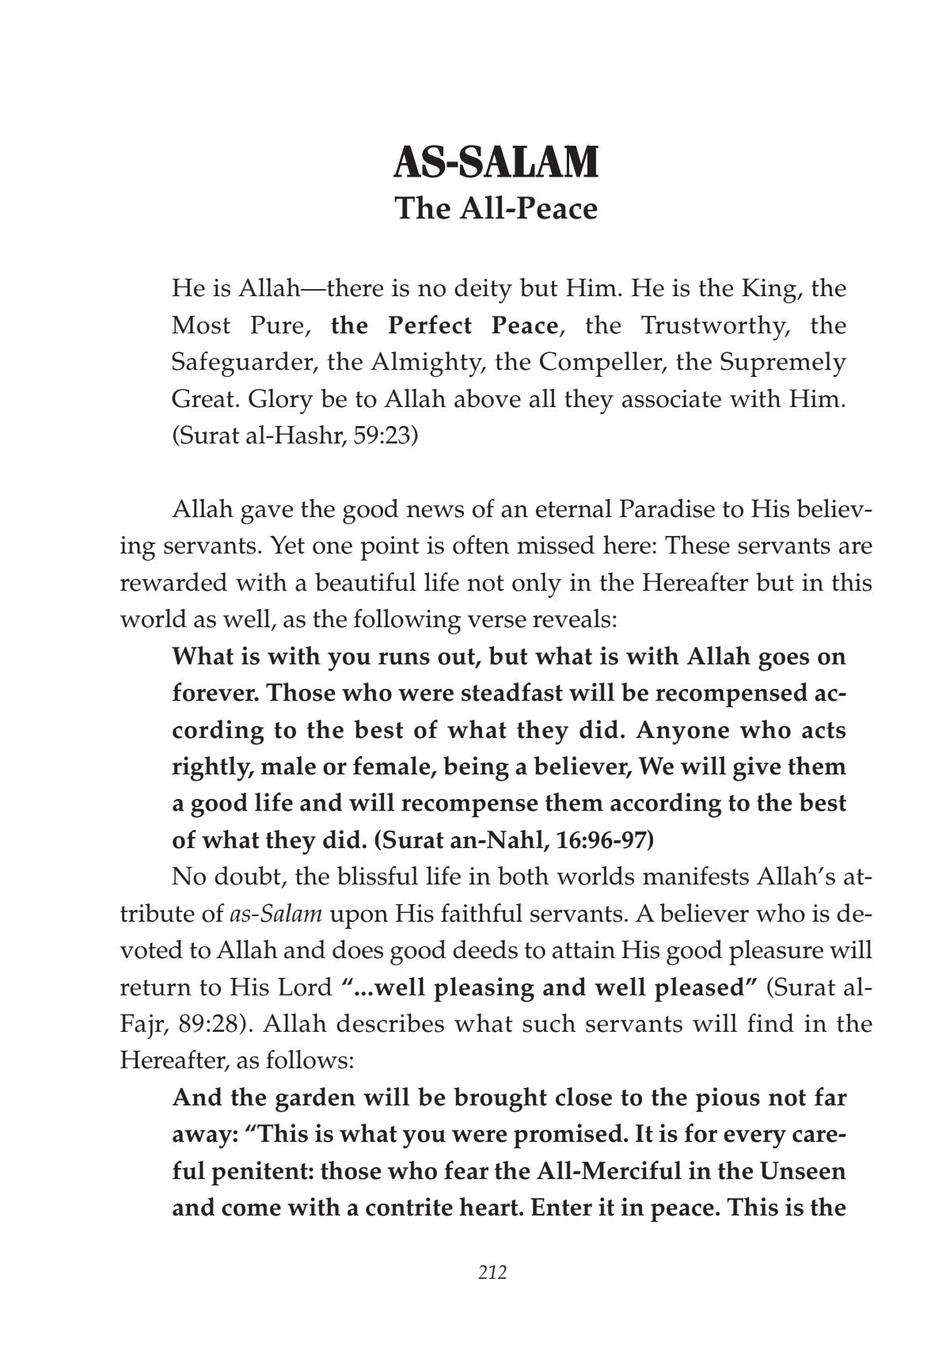 AS-SALAM
The All-Peace
He is Allah—there is no deity but Him. He is the King, the
Most Pure, the Perfect Peace, the Trustworthy, the
Safeguarder, the Almighty, the Compeller, the Supremely
Great. Glory be to Allah above all they associate with Him.
(Surat al-Hashr, 59:23)
Allah gave the good news of an eternal Paradise to His believ-
ing servants. Yet one point is often missed here: These servants are
rewarded with a beautiful life not only in the Hereafter but in this
world as well, as the following verse reveals:
What is with you runs out, but what is with Allah goes on
forever. Those who were steadfast will be recompensed ac-
cording to the best of what they did. Anyone who acts
rightly, male or female, being a believer, We will give them
a good life and will recompense them according to the best
of what they did. (Surat an-Nahl, 16:96-97)
No doubt, the blissful life in both worlds manifests Allah’s at-
tribute of as-Salam upon His faithful servants. A believer who is de-
voted to Allah and does good deeds to attain His good pleasure will
return to His Lord “...well pleasing and well pleased” (Surat al-
Fajr, 89:28). Allah describes what such servants will find in the
Hereafter, as follows:
And the garden will be brought close to the pious not far
away: “This is what you were promised. It is for every care-
ful penitent: those who fear the All-Merciful in the Unseen
and come with a contrite heart. Enter it in peace. This is the
212